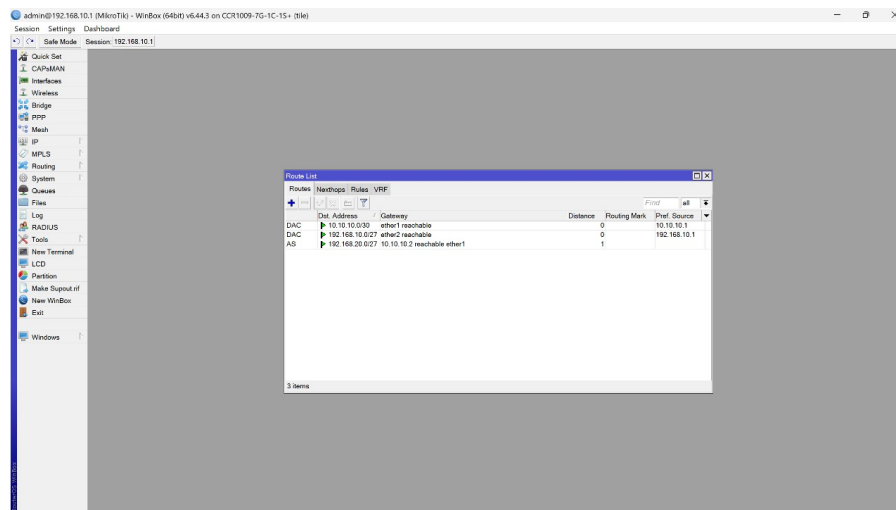 admin@192.168.10.1 (MikroTik) - WinBox (64bit) v6.44.3 on CCR1009-7G-1C-1S+ (tile)
Session Settings Dashboard
Safe Mode Session: 192.168.10.1
Quick Set
CAPsMAN
Interfaces
Wireless
Bridge
PPP
Mesh
IP
MPLS
Routing
System
Queues
Files
Log
RADIUS
Tools
New Terminal
LCD
Partition
Make Supout.rif
New WinBox
Exit
Windows
RouterOS WinBox
Route List
Routes Nexthops Rules VRF
Find all
Dst. Address / Gateway Distance Routing Mark Pref. Source
DAC 10.10.10.0/30 ether1 reachable 0 10.10.10.1
DAC 192.168.10.0/27 ether2 reachable 0 192.168.10.1
AS 192.168.20.0/27 10.10.10.2 reachable ether1 1
3 items